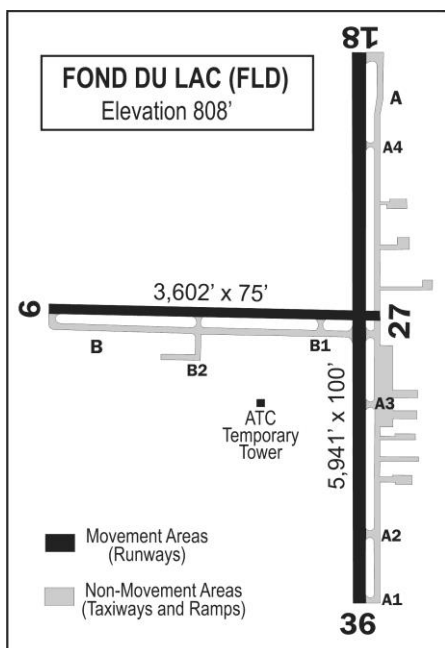 FOND DU LAC (FLD)
Elevation 808'
18
A
A4
3,602' x 75'
9
27
B
B1
B2
A3
ATC
Temporary
Tower
5,941' x 100'
A2
A1
36
Movement Areas
(Runways)
Non-Movement Areas
(Taxiways and Ramps)